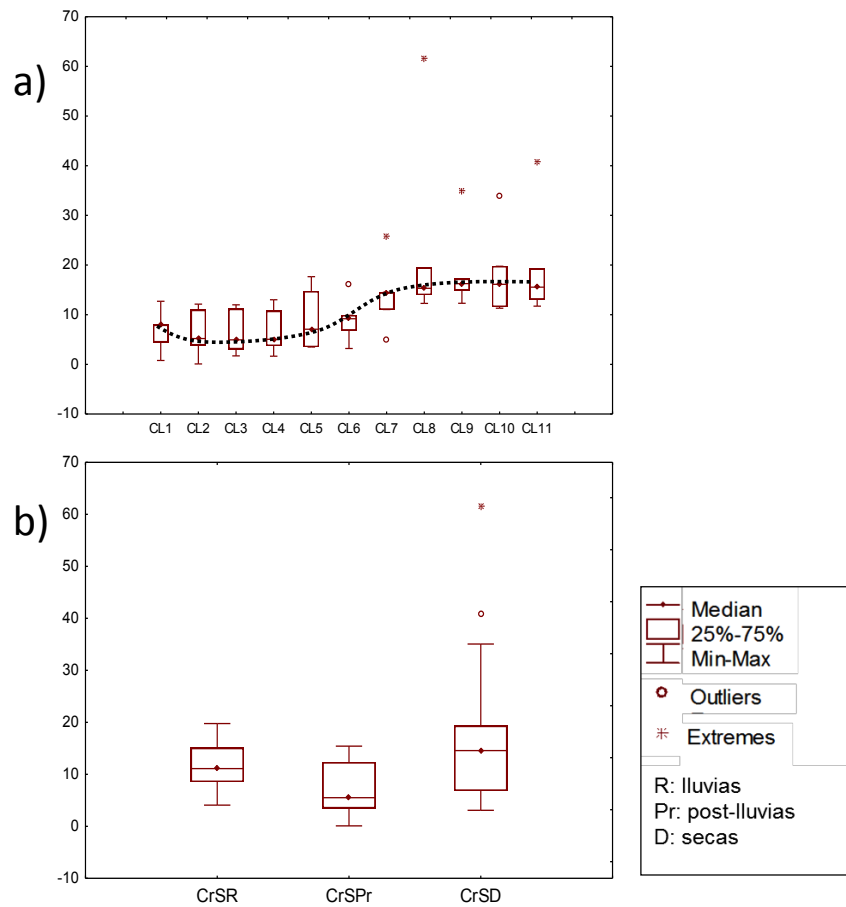 a)
70
60
50
40
30
20
10
0
-10
CL1 CL2 CL3 CL4 CL5 CL6 CL7 CL8 CL9 CL10 CL11
b)
70
60
50
40
30
20
10
0
-10
CrSR CrSPr CrSD
Median
25%-75%
Min-Max
Outliers
Extremes
R: lluvias
Pr: post-lluvias
D: secas